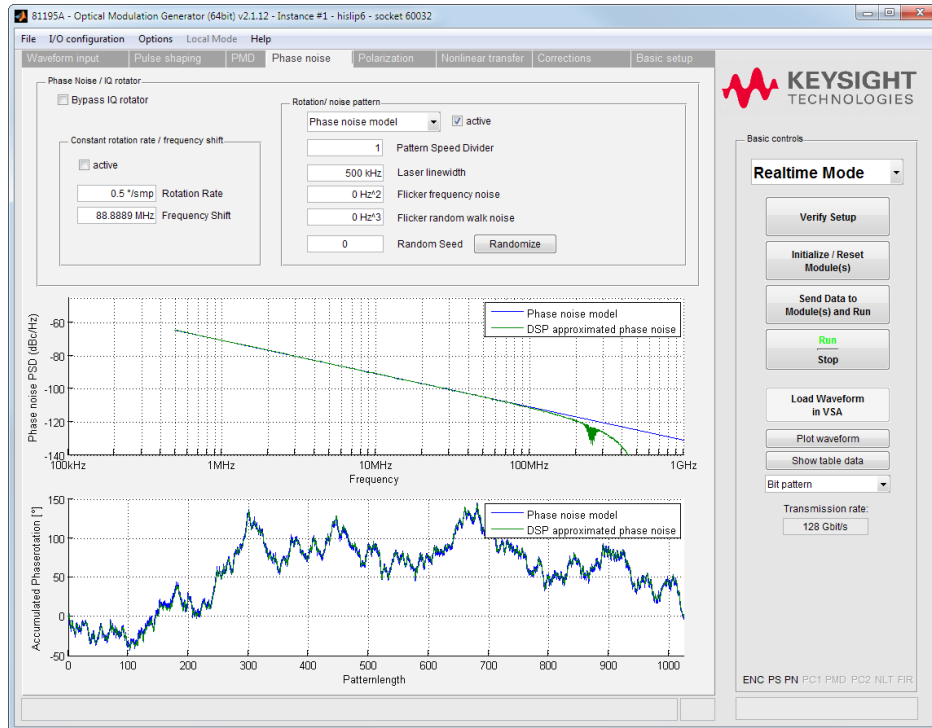 81195A - Optical Modulation Generator (64bit) v2.1.12 - Instance #1 - hislip6 - socket 60032
File I/O configuration Options Local Mode Help
Waveform input Pulse shaping PMD Phase noise Polarization Nonlinear transfer Corrections Basic setup
Phase Noise / IQ rotator
Bypass IQ rotator
Constant rotation rate / frequency shift
active
0.5 °/smp Rotation Rate
88.8889 MHz Frequency Shift
Rotation/ noise pattern
Phase noise model active
1 Pattern Speed Divider
500 kHz Laser linewidth
0 Hz^2 Flicker frequency noise
0 Hz^3 Flicker random walk noise
0 Random Seed Randomize
Phase noise PSD (dBc/Hz)
-60
-80
-100
-120
-140
Phase noise model
DSP approximated phase noise
100kHz 1MHz 10MHz 100MHz 1GHz
Frequency
Accumulated Phaserotation [°]
150
100
50
0
-50
Phase noise model
DSP approximated phase noise
0 100 200 300 400 500 600 700 800 900 1000
Patternlength
KEYSIGHT
TECHNOLOGIES
Basic controls
Realtime Mode
Verify Setup
Initialize / Reset
Module(s)
Send Data to
Module(s) and Run
Run
Stop
Load Waveform
in VSA
Plot waveform
Show table data
Bit pattern
Transmission rate:
128 Gbit/s
ENC PS PN PC1 PMD PC2 NLT FIR